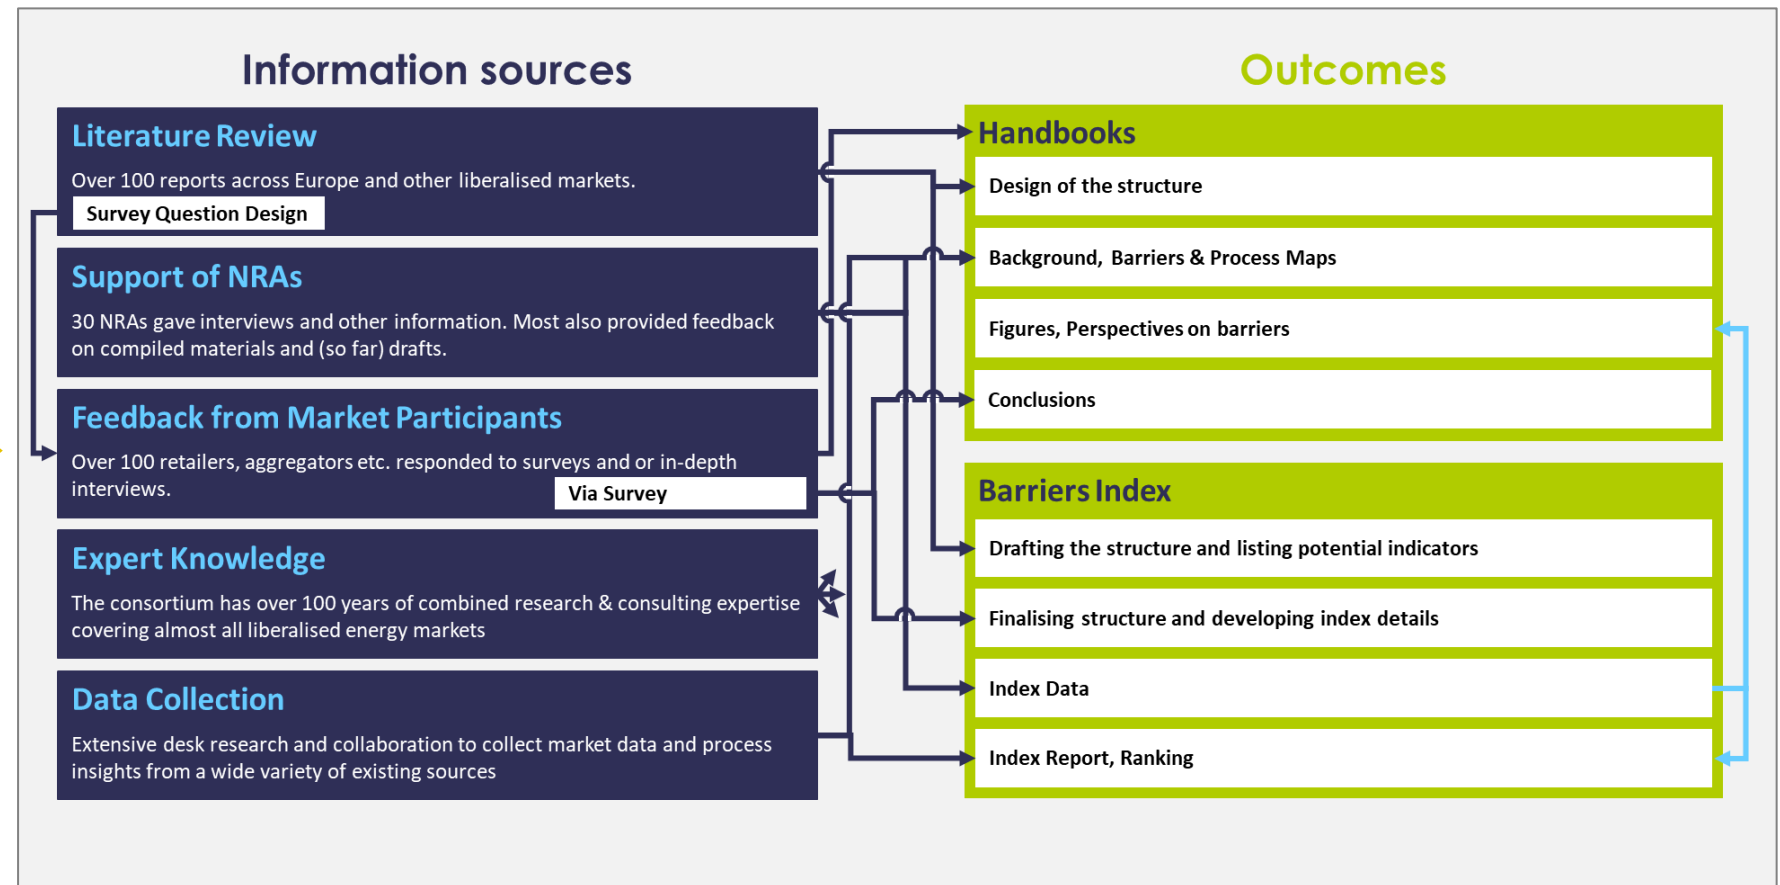 Information sources
Literature Review
Over 100 reports across Europe and other liberalised markets.
Survey Question Design
Support of NRAs
30 NRAs gave interviews and other information. Most also provided feedback
on compiled materials and (so far) drafts.
Feedback from Market Participants
Over 100 retailers, aggregators etc. responded to surveys and or in-depth
interviews.
Via Survey
Expert Knowledge
The consortium has over 100 years of combined research & consulting expertise
covering almost all liberalised energy markets
Data Collection
Extensive desk research and collaboration to collect market data and process
insights from a wide variety of existing sources
Outcomes
Handbooks
Design of the structure
Background, Barriers & Process Maps
Figures, Perspectives on barriers
Conclusions
Barriers Index
Drafting the structure and listing potential indicators
Finalising structure and developing index details
Index Data
Index Report, Ranking